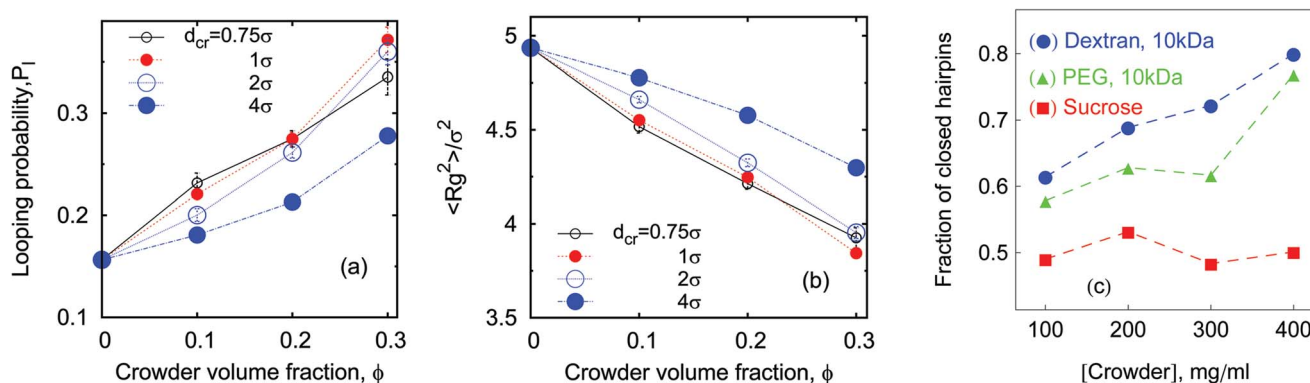 Looping probability,P_l
0.3
0.2
0.1
d_cr=0.75σ
1σ
2σ
4σ
(a)
0 0.1 0.2 0.3
Crowder volume fraction, ϕ
<Rg²>/σ²
5
4.5
4
3.5
d_cr=0.75σ
1σ
2σ
4σ
(b)
0 0.1 0.2 0.3
Crowder volume fraction, ϕ
Fraction of closed hairpins
0.8
0.7
0.6
0.5
( ) Dextran, 10kDa
PEG, 10kDa
( ) Sucrose
(c)
100 200 300 400
[Crowder], mg/ml